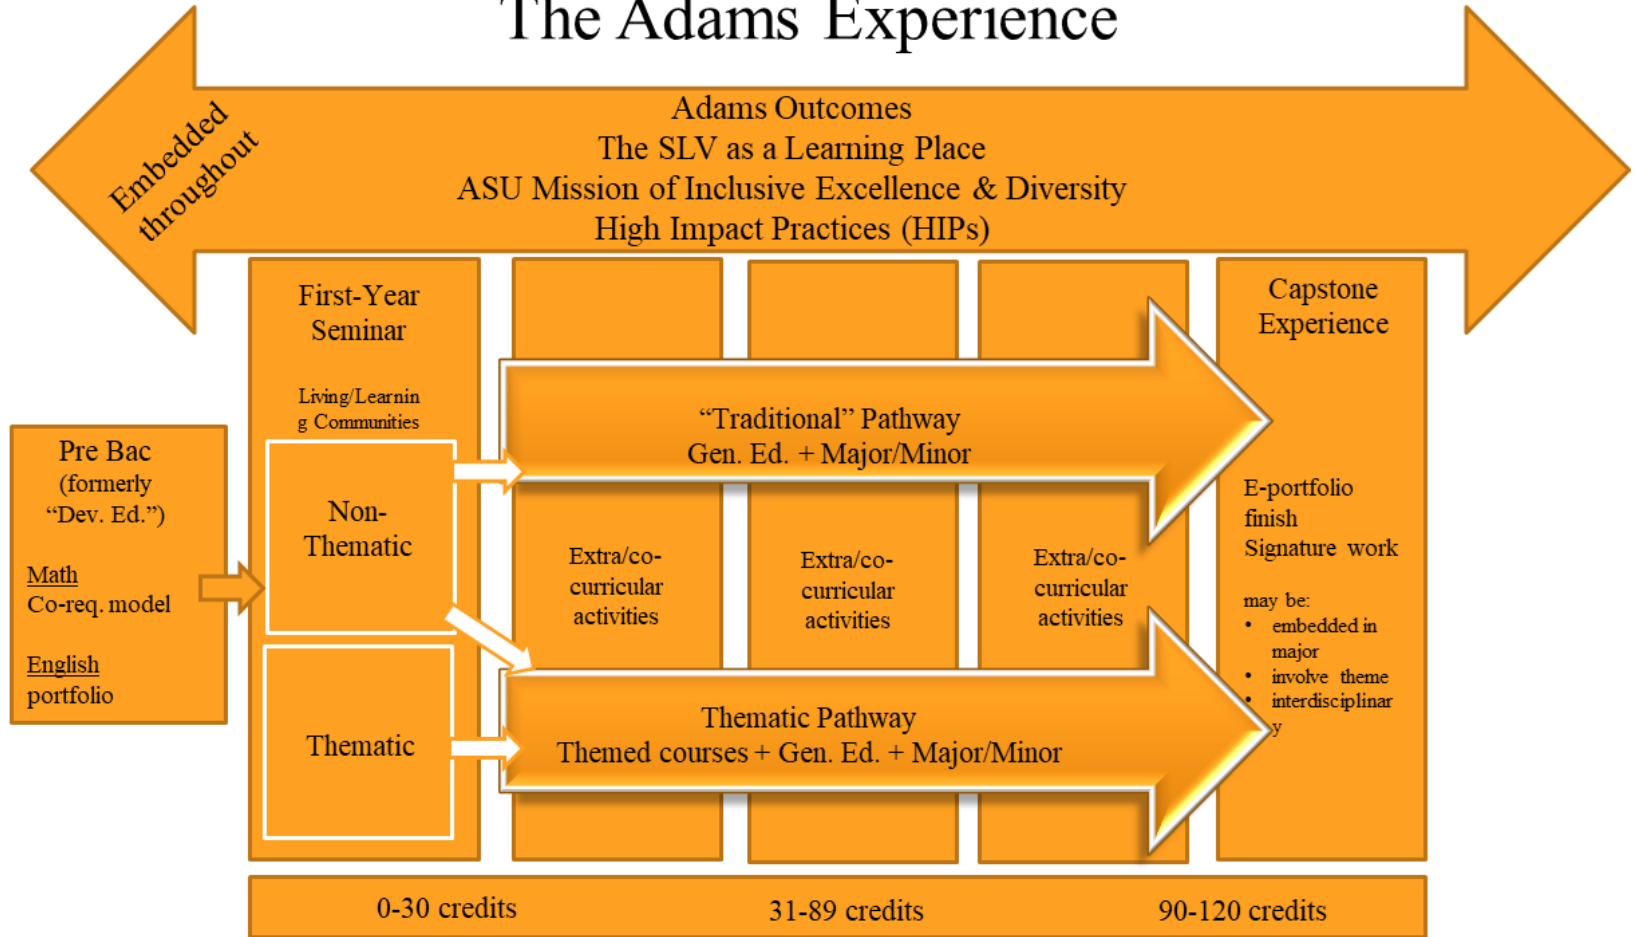 The Adams Experience
Embedded
throughout
Adams Outcomes
The SLV as a Learning Place
ASU Mission of Inclusive Excellence & Diversity
High Impact Practices (HIPs)
Pre Bac
(formerly
“Dev. Ed.”)
Math
Co-req. model
English
portfolio
First-Year
Seminar
Living/Learnin
g Communities
Non-
Thematic
Thematic
“Traditional” Pathway
Gen. Ed. + Major/Minor
Extra/co-
curricular
activities
Extra/co-
curricular
activities
Extra/co-
curricular
activities
Thematic Pathway
Themed courses + Gen. Ed. + Major/Minor
Capstone
Experience
E-portfolio
finish
Signature work
may be:
• embedded in
major
• involve theme
• interdisciplinar
y
0-30 credits
31-89 credits
90-120 credits